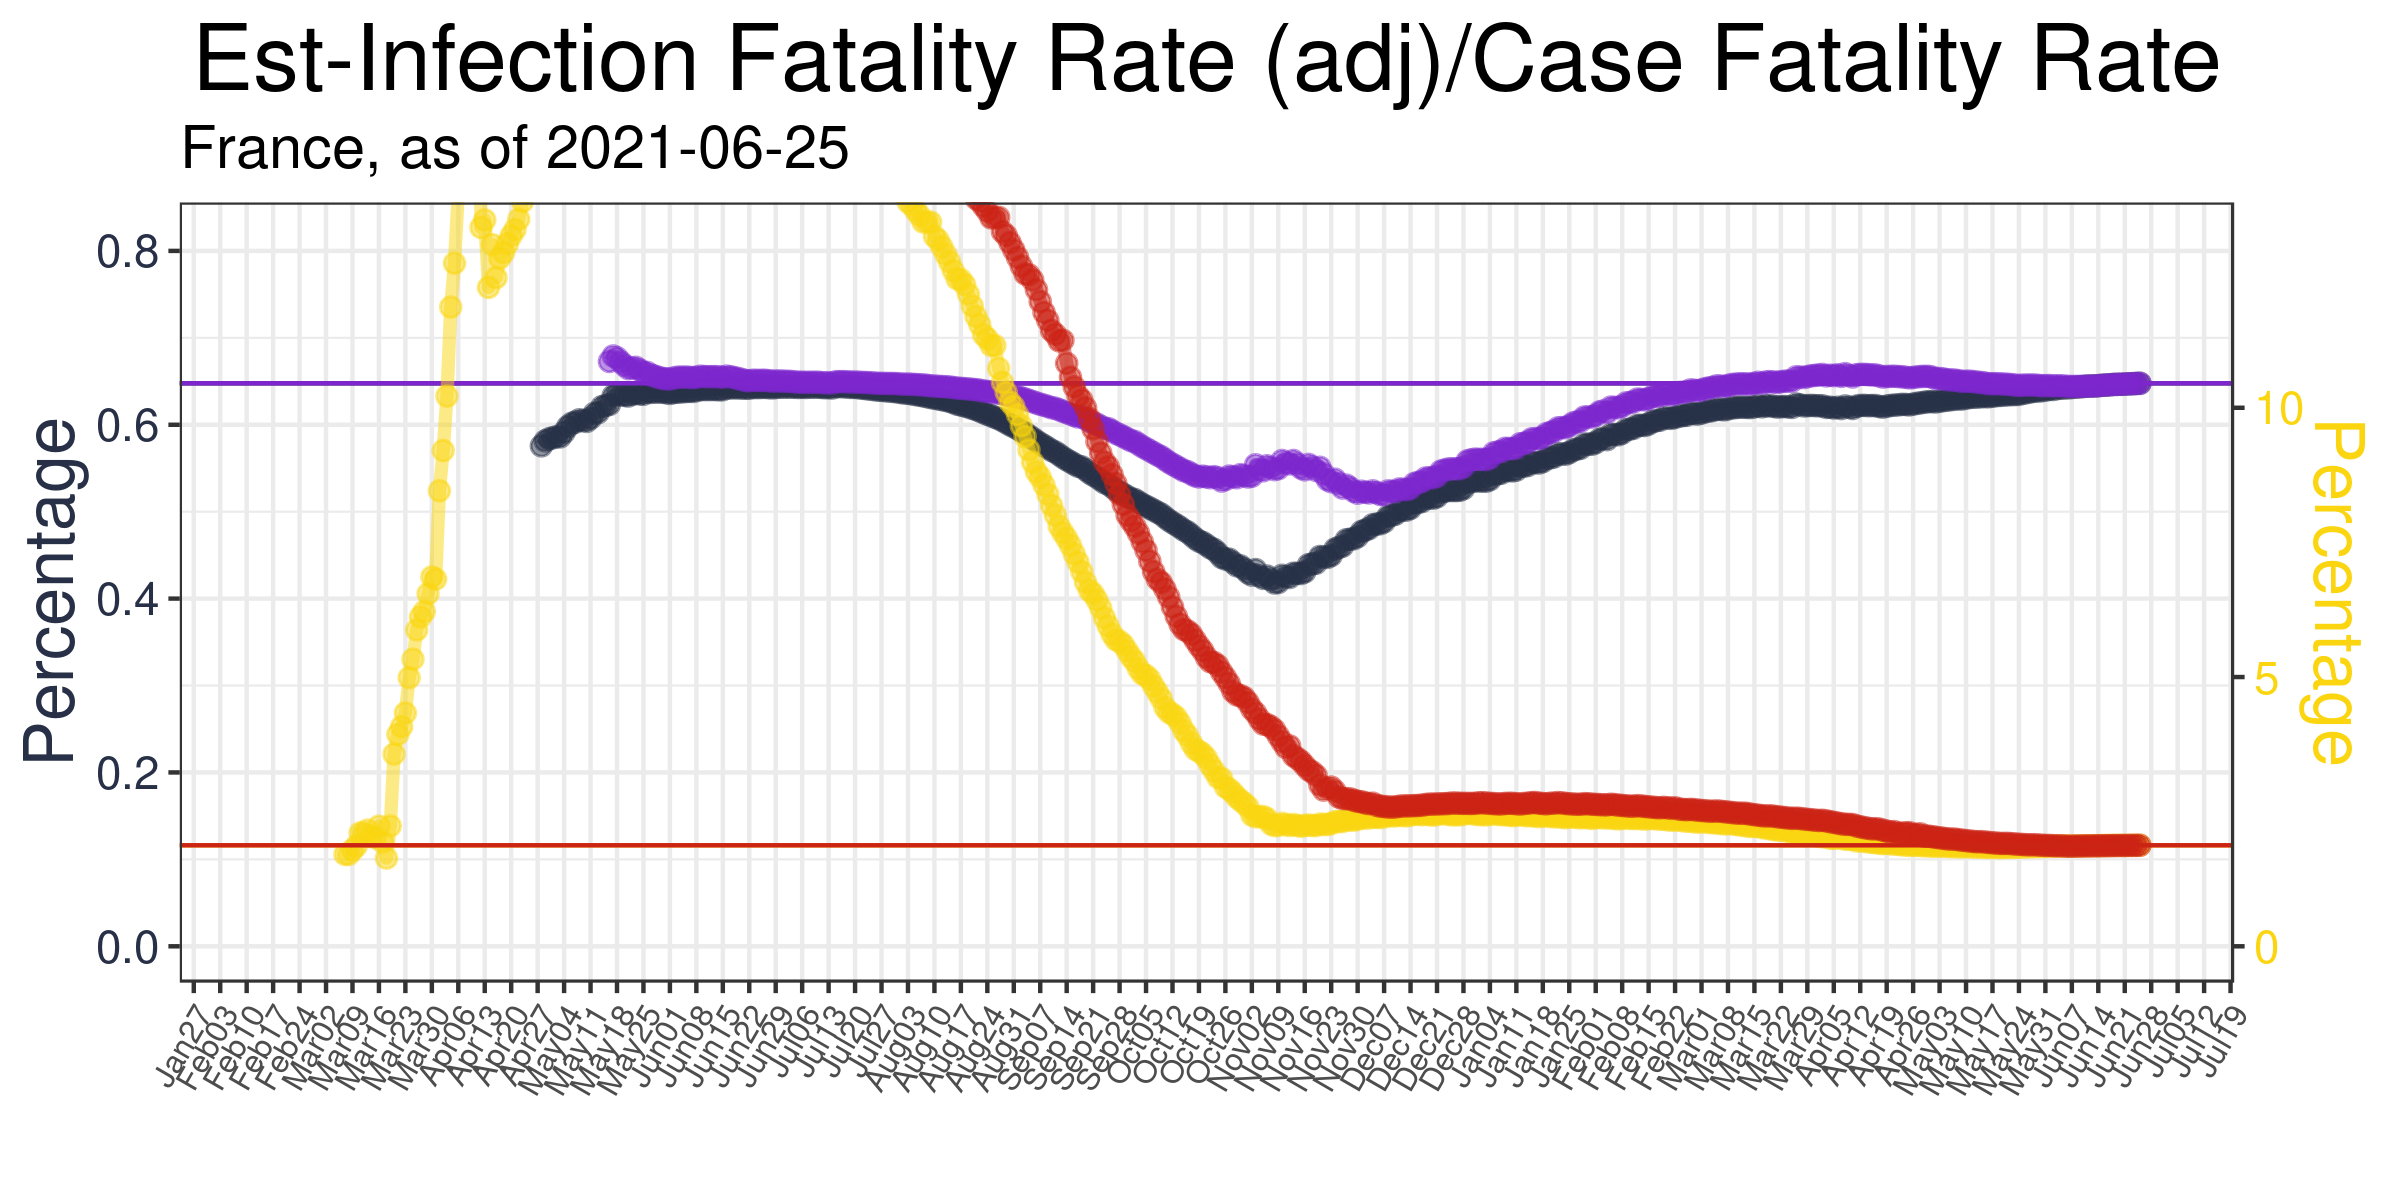 Est-Infection Fatality Rate (adj)/Case Fatality Rate
France, as of 2021-06-25
Percentage
0.8
0.6
0.4
0.2
0.0
10
5
0
Percentage
Jan27
Feb03
Feb10
Feb17
Feb24
Mar02
Mar09
Mar16
Mar23
Mar30
Apr06
Apr13
Apr20
Apr27
May04
May11
May18
May25
Jun01
Jun08
Jun15
Jun22
Jun29
Jul06
Jul13
Jul20
Jul27
Aug03
Aug10
Aug17
Aug24
Aug31
Sep07
Sep14
Sep21
Sep28
Oct05
Oct12
Oct19
Oct26
Nov02
Nov09
Nov16
Nov23
Nov30
Dec07
Dec14
Dec21
Dec28
Jan04
Jan11
Jan18
Jan25
Feb01
Feb08
Feb15
Feb22
Mar01
Mar08
Mar15
Mar22
Mar29
Apr05
Apr12
Apr19
Apr26
May03
May10
May17
May24
May31
Jun07
Jun14
Jun21
Jun28
Jul05
Jul12
Jul19